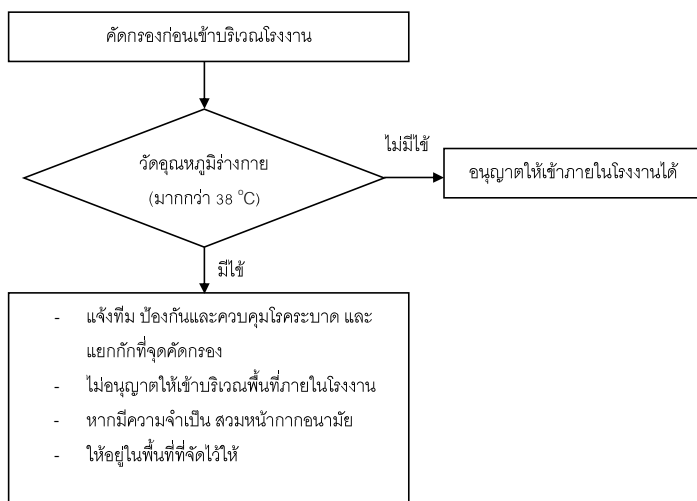 คัดกรองก่อนเข้าบริเวณโรงงาน
วัดอุณหภูมิร่างกาย
(มากกว่า 38 °C)
ไม่มีไข้
อนุญาตให้เข้าภายในโรงงานได้
มีไข้
- แจ้งทีม ป้องกันและควบคุมโรคระบาด และ
แยกกักที่จุดคัดกรอง
- ไม่อนุญาตให้เข้าบริเวณพื้นที่ภายในโรงงาน
- หากมีความจำเป็น สวมหน้ากากอนามัย
- ให้อยู่ในพื้นที่ที่จัดไว้ให้